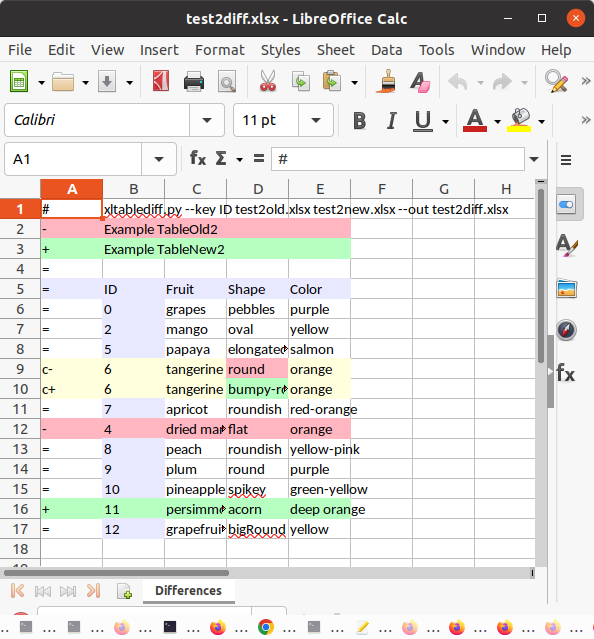 test2diff.xlsx - LibreOffice Calc
File Edit View Insert Format Styles Sheet Data Tools Window Help
Calibri 11 pt B I U A
A1 fx Σ = #
A B C D E F G H
1 # xltablediff.py --key ID test2old.xlsx test2new.xlsx --out test2diff.xlsx
2 - Example TableOld2
3 + Example TableNew2
4 =
5 = ID Fruit Shape Color
6 = 0 grapes pebbles purple
7 = 2 mango oval yellow
8 = 5 papaya elongated salmon
9 c- 6 tangerine round orange
10 c+ 6 tangerine bumpy-r orange
11 = 7 apricot roundish red-orange
12 - 4 dried ma flat orange
13 = 8 peach roundish yellow-pink
14 = 9 plum round purple
15 = 10 pineapple spikey green-yellow
16 + 11 persimm acorn deep orange
17 = 12 grapefrui bigRound yellow
18
Differences